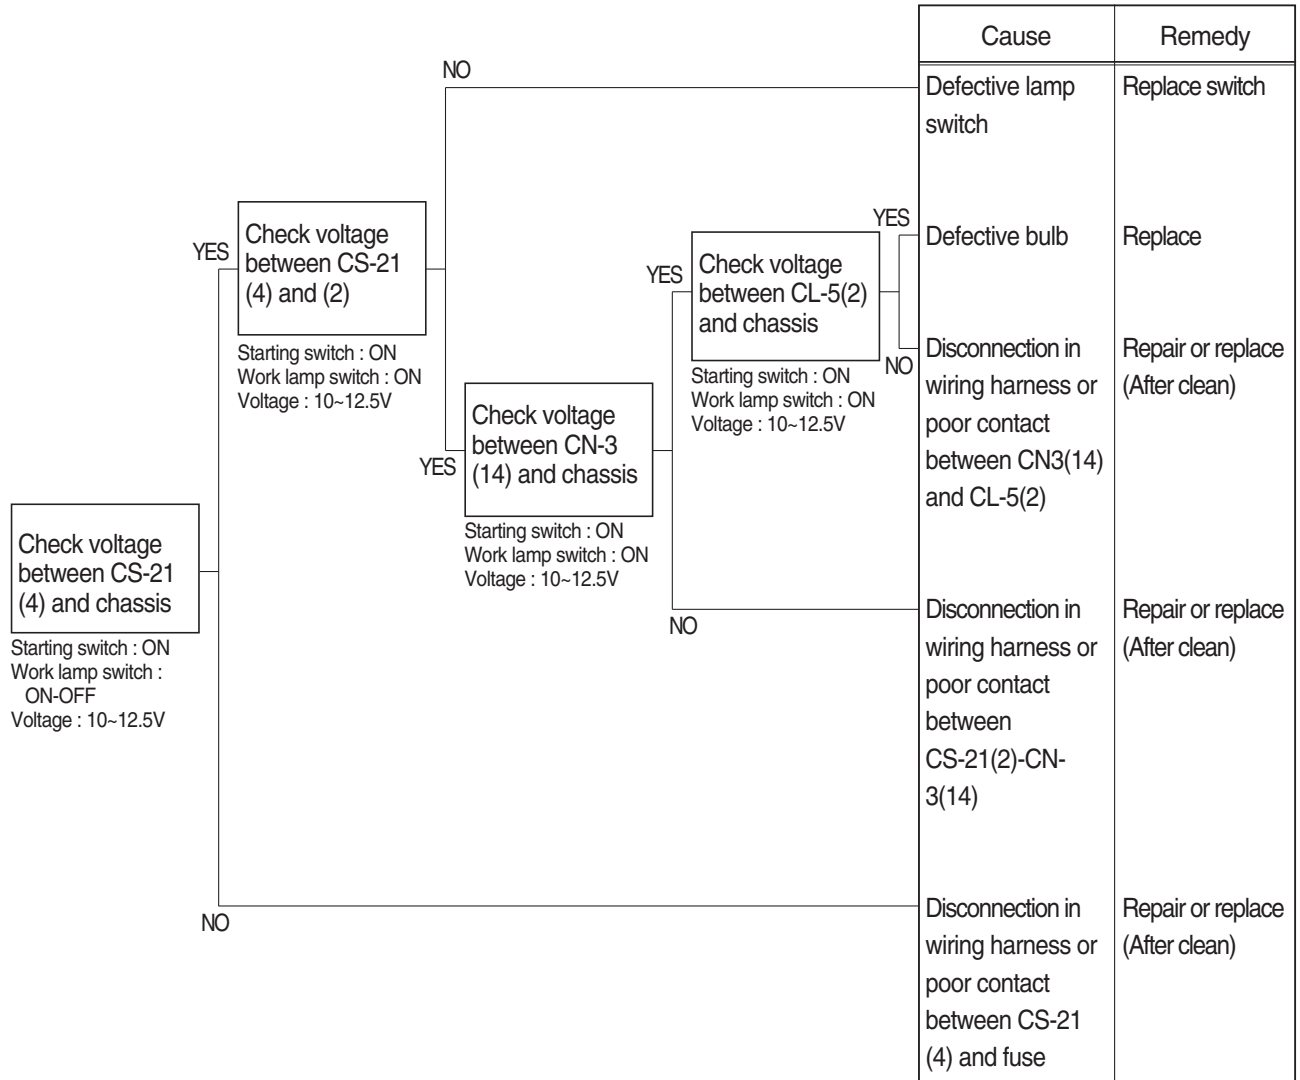 Cause Remedy
NO
Defective lamp Replace switch
switch
YES
Check voltage
between CS-21
(4) and (2)
Starting switch : ON
Work lamp switch : ON
Voltage : 10~12.5V
YES
Defective bulb Replace
YES
Check voltage
between CL-5(2)
and chassis
Starting switch : ON
Work lamp switch : ON
Voltage : 10~12.5V
NO
Disconnection in Repair or replace
wiring harness or (After clean)
poor contact
between CN3(14)
and CL-5(2)
YES
Check voltage
between CN-3
(14) and chassis
Starting switch : ON
Work lamp switch : ON
Voltage : 10~12.5V
Check voltage
between CS-21
(4) and chassis
Starting switch : ON
Work lamp switch :
ON-OFF
Voltage : 10~12.5V
NO
Disconnection in Repair or replace
wiring harness or (After clean)
poor contact
between
CS-21(2)-CN-
3(14)
NO
Disconnection in Repair or replace
wiring harness or (After clean)
poor contact
between CS-21
(4) and fuse